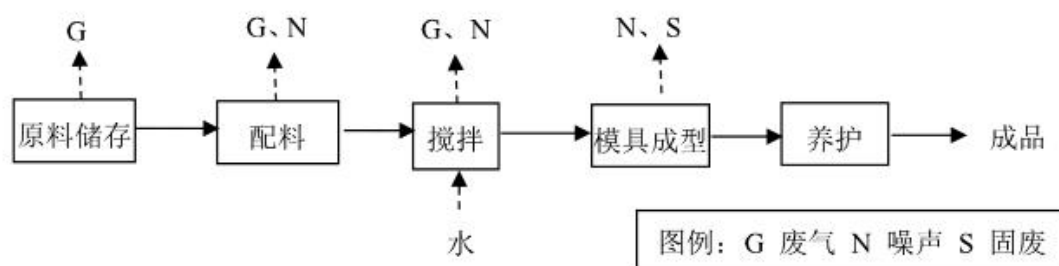 G
G、N
G、N
N、S
原料储存
配料
搅拌
模具成型
养护
成品
水
图例：G 废气 N 噪声 S 固废